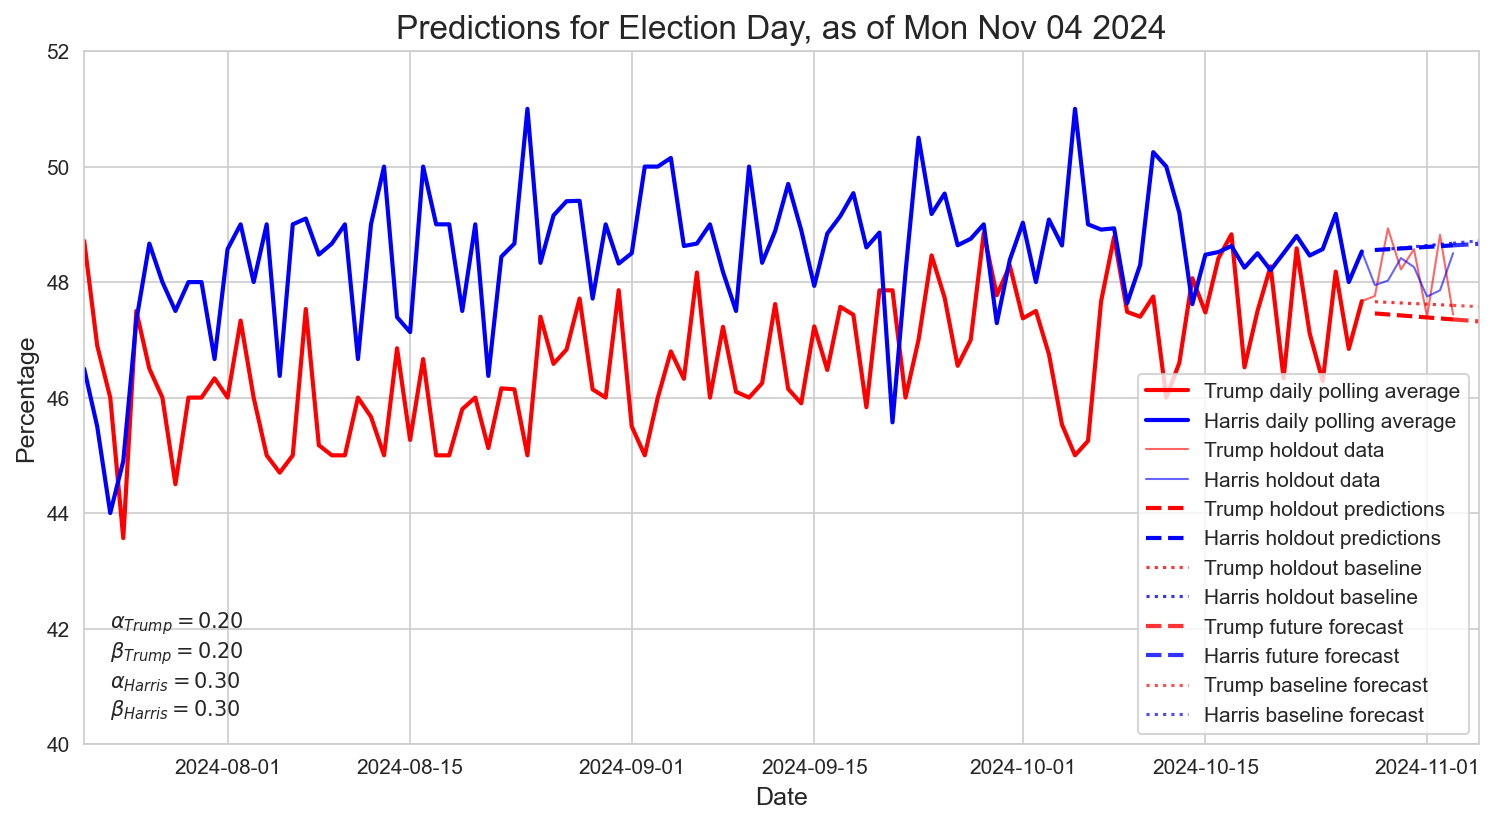 Predictions for Election Day, as of Mon Nov 04 2024
52
50
48
46
44
42
40
Percentage
α_Trump = 0.20
β_Trump = 0.20
α_Harris = 0.30
β_Harris = 0.30
Trump daily polling average
Harris daily polling average
Trump holdout data
Harris holdout data
Trump holdout predictions
Harris holdout predictions
Trump holdout baseline
Harris holdout baseline
Trump future forecast
Harris future forecast
Trump baseline forecast
Harris baseline forecast
2024-08-01 2024-08-15 2024-09-01 2024-09-15 2024-10-01 2024-10-15 2024-11-01
Date